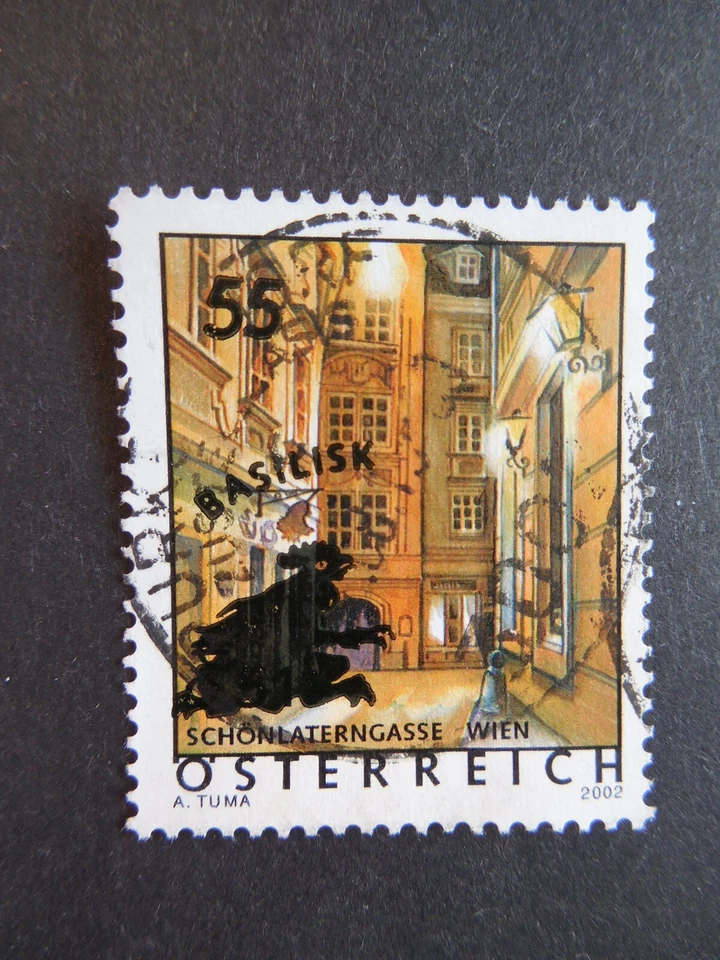 55
BASILISK
SCHÖNLATERNGASSE WIEN
ÖSTERREICH
A. TUMA
2002